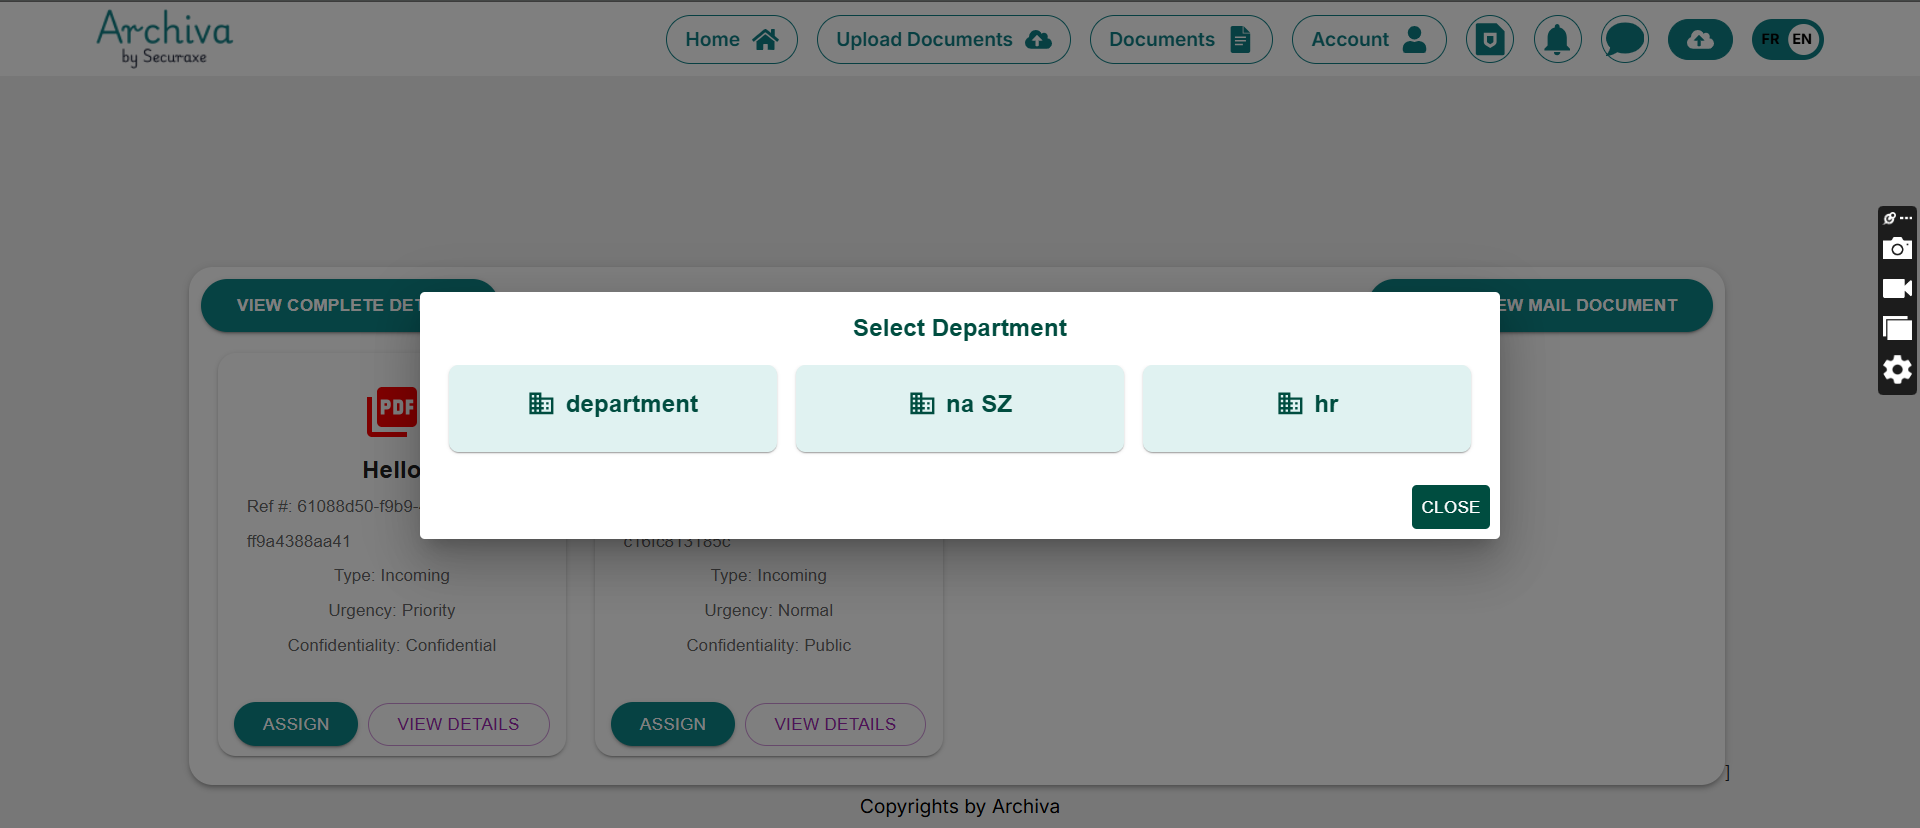 Archiva
by Securaxe
Home
Upload Documents
Documents
Account
FR EN
VIEW COMPLETE DET
EW MAIL DOCUMENT
Select Department
department
na SZ
hr
CLOSE
PDF
Hello
Ref #: 61088d50-f9b9-
ff9a4388aa41
Type: Incoming
Urgency: Priority
Confidentiality: Confidential
ASSIGN
VIEW DETAILS
c16fc813185c
Type: Incoming
Urgency: Normal
Confidentiality: Public
ASSIGN
VIEW DETAILS
]
Copyrights by Archiva